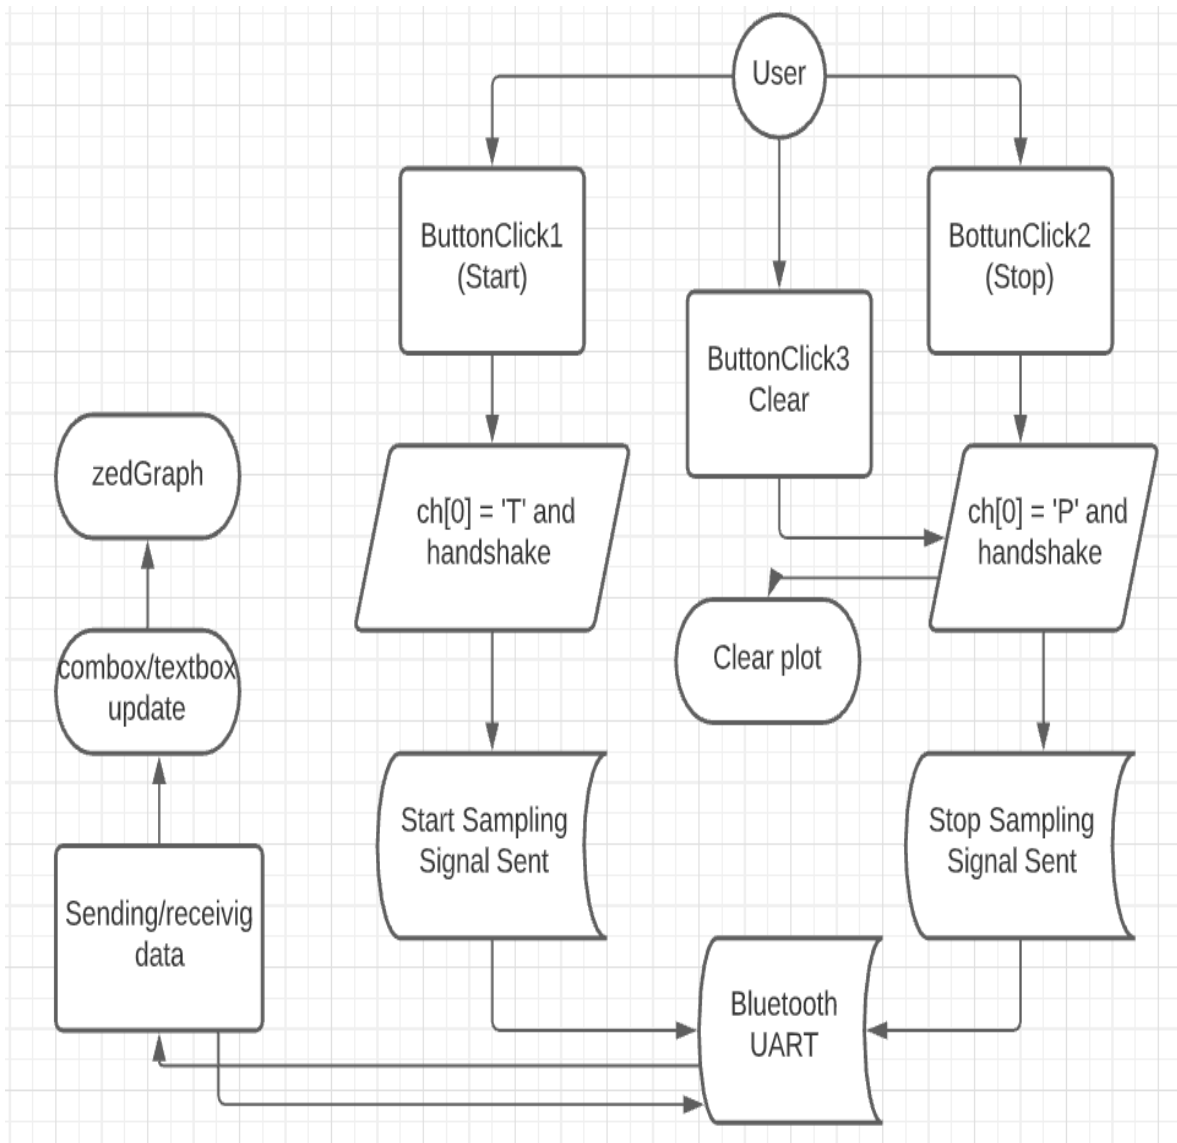 User
ButtonClick1
(Start)
BottunClick2
(Stop)
ButtonClick3
Clear
zedGraph
ch[0] = 'T' and
handshake
ch[0] = 'P' and
handshake
combox/textbox
update
Clear plot
Start Sampling
Signal Sent
Stop Sampling
Signal Sent
Sending/receivig
data
Bluetooth
UART